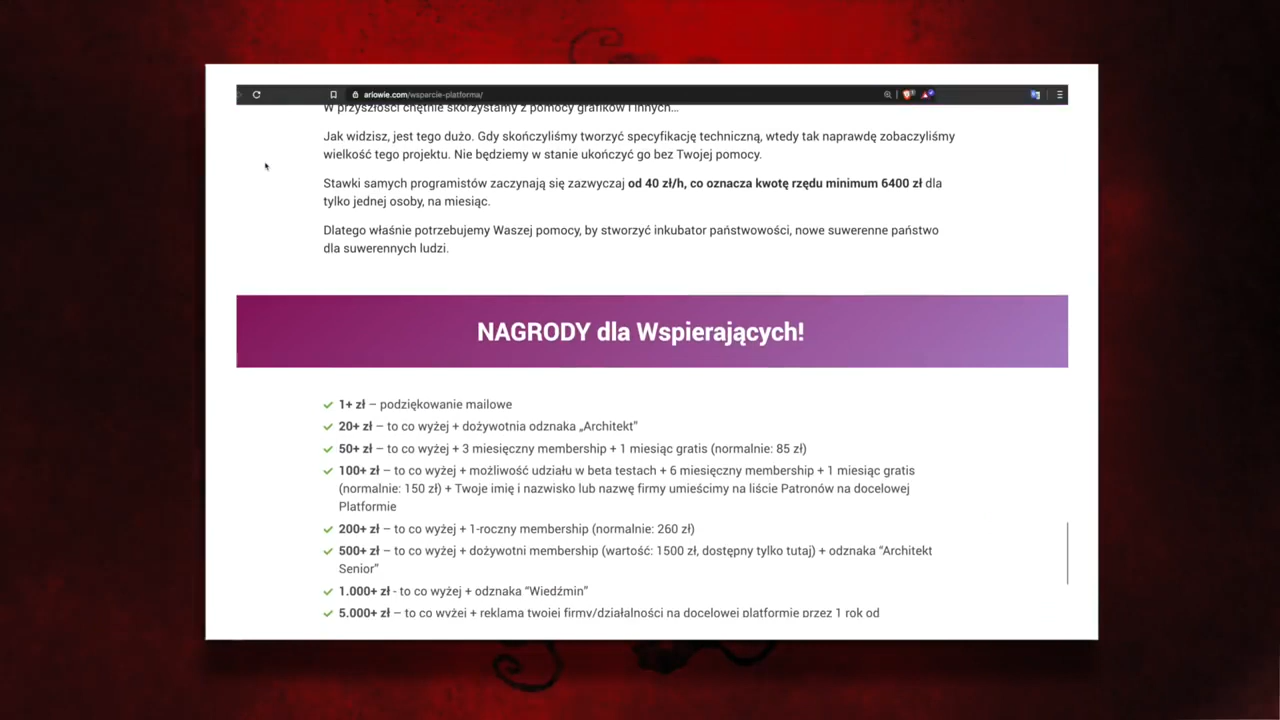 ariowie.com/wsparcie-platforma/
W przyszłości chętnie skorzystamy z pomocy grafików i innych...
Jak widzisz, jest tego dużo. Gdy skończyliśmy tworzyć specyfikację techniczną, wtedy tak naprawdę zobaczyliśmy
wielkość tego projektu. Nie będziemy w stanie ukończyć go bez Twojej pomocy.
Stawki samych programistów zaczynają się zazwyczaj od 40 zł/h, co oznacza kwotę rzędu minimum 6400 zł dla
tylko jednej osoby, na miesiąc.
Dlatego właśnie potrzebujemy Waszej pomocy, by stworzyć inkubator państwowości, nowe suwerenne państwo
dla suwerennych ludzi.
NAGRODY dla Wspierających!
1+ zł – podziękowanie mailowe
20+ zł – to co wyżej + dożywotnia odznaka „Architekt”
50+ zł – to co wyżej + 3 miesięczny membership + 1 miesiąc gratis (normalnie: 85 zł)
100+ zł – to co wyżej + możliwość udziału w beta testach + 6 miesięczny membership + 1 miesiąc gratis
(normalnie: 150 zł) + Twoje imię i nazwisko lub nazwę firmy umieścimy na liście Patronów na docelowej
Platformie
200+ zł – to co wyżej + 1-roczny membership (normalnie: 260 zł)
500+ zł – to co wyżej + dożywotni membership (wartość: 1500 zł, dostępny tylko tutaj) + odznaka “Architekt
Senior”
1.000+ zł - to co wyżej + odznaka “Wiedźmin”
5.000+ zł – to co wyżej + reklama twojej firmy/działalności na docelowej platformie przez 1 rok od